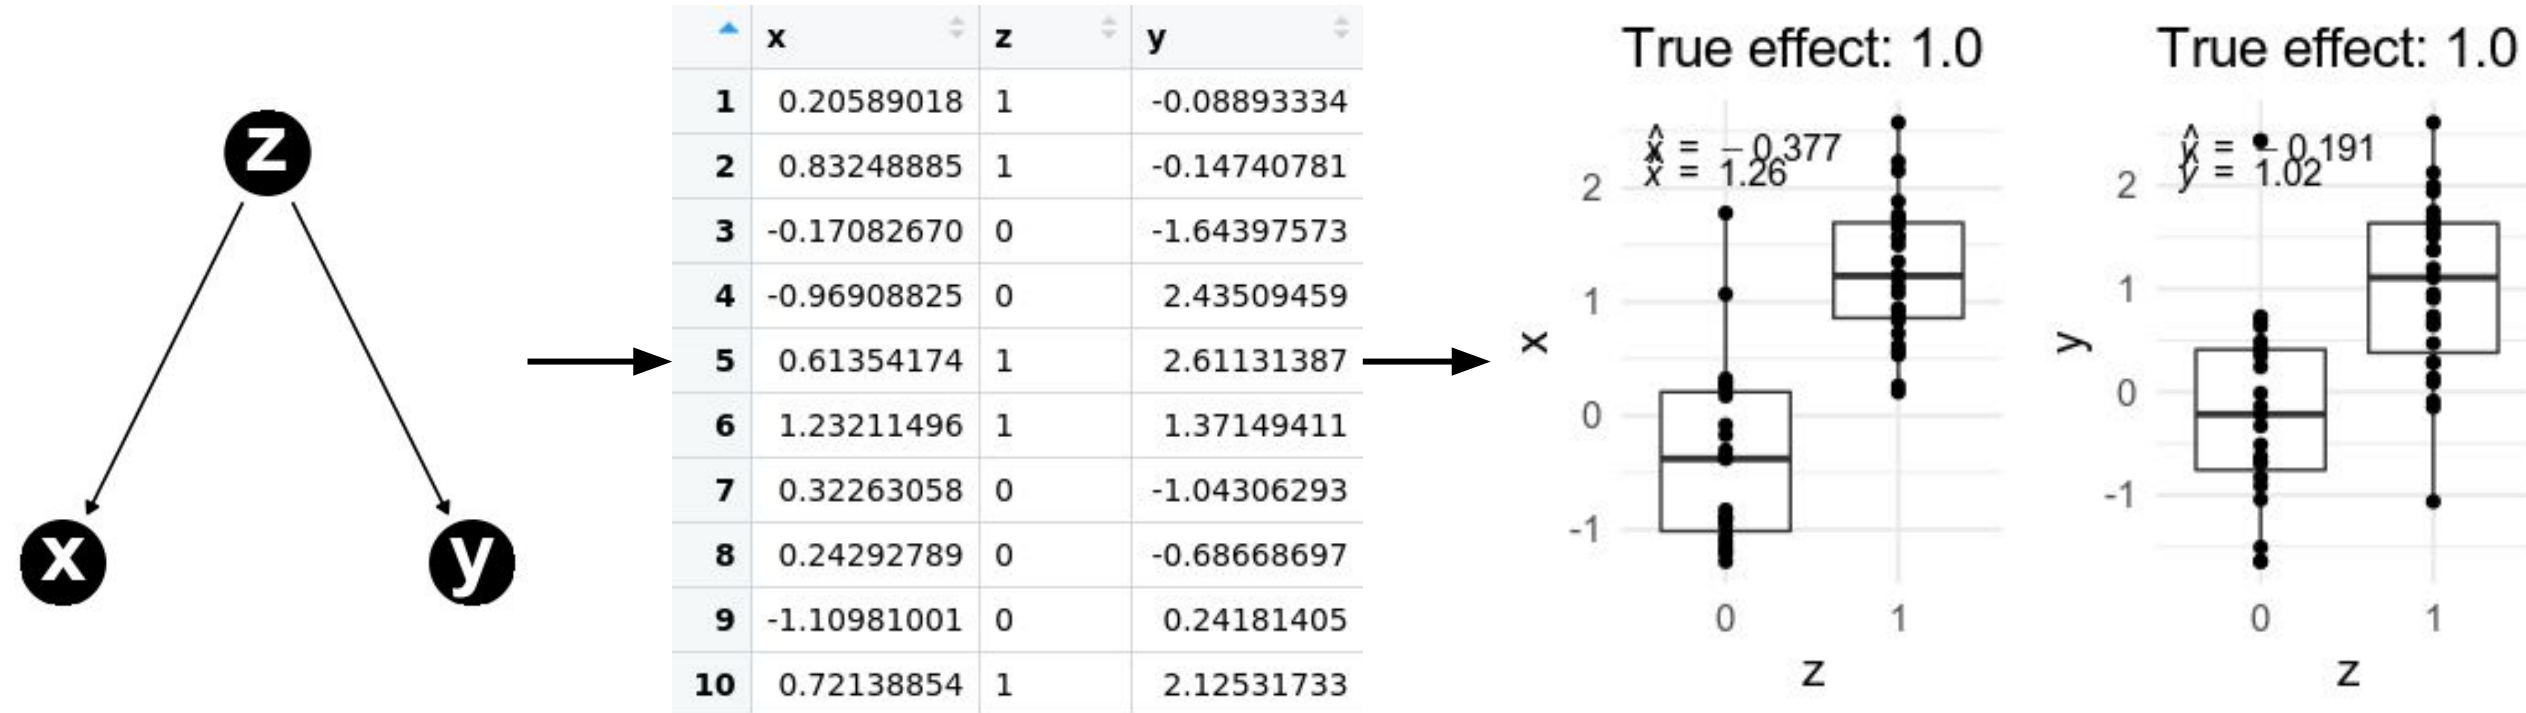 z
x
y
x z y
1 0.20589018 1 -0.08893334
2 0.83248885 1 -0.14740781
3 -0.17082670 0 -1.64397573
4 -0.96908825 0 2.43509459
5 0.61354174 1 2.61131387
6 1.23211496 1 1.37149411
7 0.32263058 0 -1.04306293
8 0.24292789 0 -0.68668697
9 -1.10981001 0 0.24181405
10 0.72138854 1 2.12531733
True effect: 1.0
x̂ = −0.377
x̂ = 1.26
2
1
0
-1
x
0 1
z
True effect: 1.0
ŷ = −0.191
ŷ = 1.02
2
1
0
-1
y
0 1
z